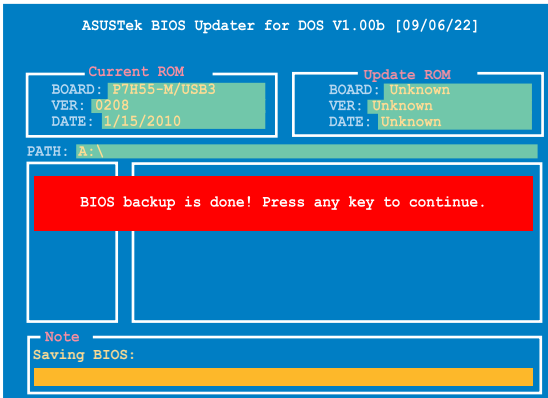 ASUSTek BIOS Updater for DOS V1.00b [09/06/22]
Current ROM
BOARD: P7H55-M/USB3
VER: 0208
DATE: 1/15/2010
Update ROM
BOARD: Unknown
VER: Unknown
DATE: Unknown
PATH: A:\
BIOS backup is done! Press any key to continue.
Note
Saving BIOS: